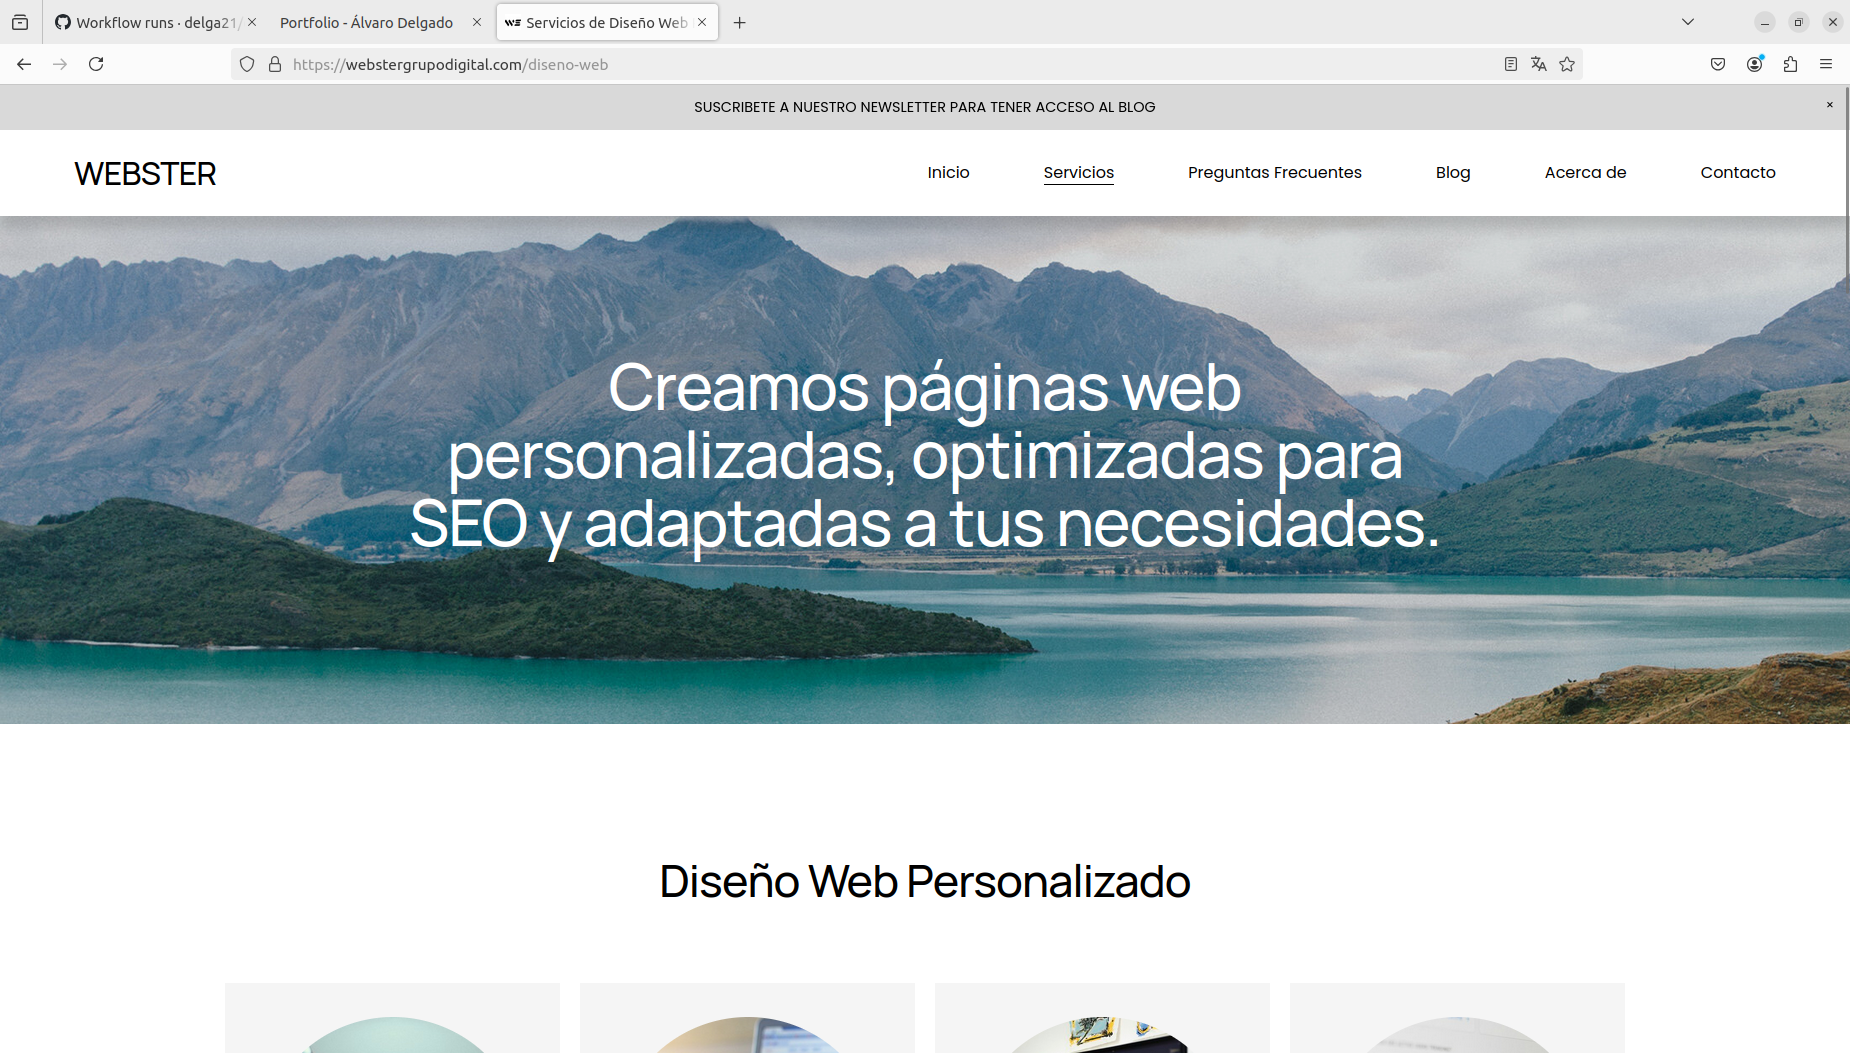 Workflow runs · delga21/
Portfolio - Álvaro Delgado
Servicios de Diseño Web
https://webstergrupodigital.com/diseno-web
SUSCRIBETE A NUESTRO NEWSLETTER PARA TENER ACCESO AL BLOG
WEBSTER
Inicio
Servicios
Preguntas Frecuentes
Blog
Acerca de
Contacto
Creamos páginas web
personalizadas, optimizadas para
SEO y adaptadas a tus necesidades.
Diseño Web Personalizado